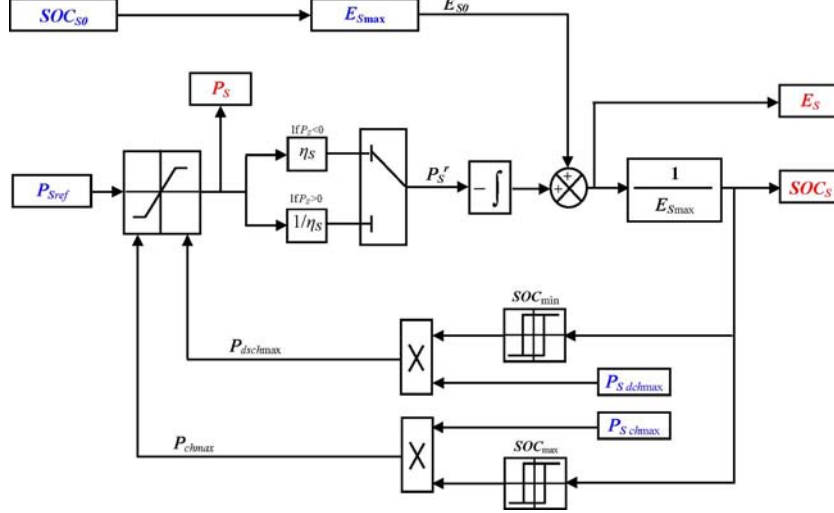 SOC_S0
E_Smax
E_S0
P_S
E_S
If P_S<0
η_S
P_Sref
P_S^r
− ∫
+
+
1
E_Smax
SOC_S
If P_S>0
1/η_S
SOC_min
P_dschmax
X
P_S dchmax
P_S chmax
P_chmax
X
SOC_max